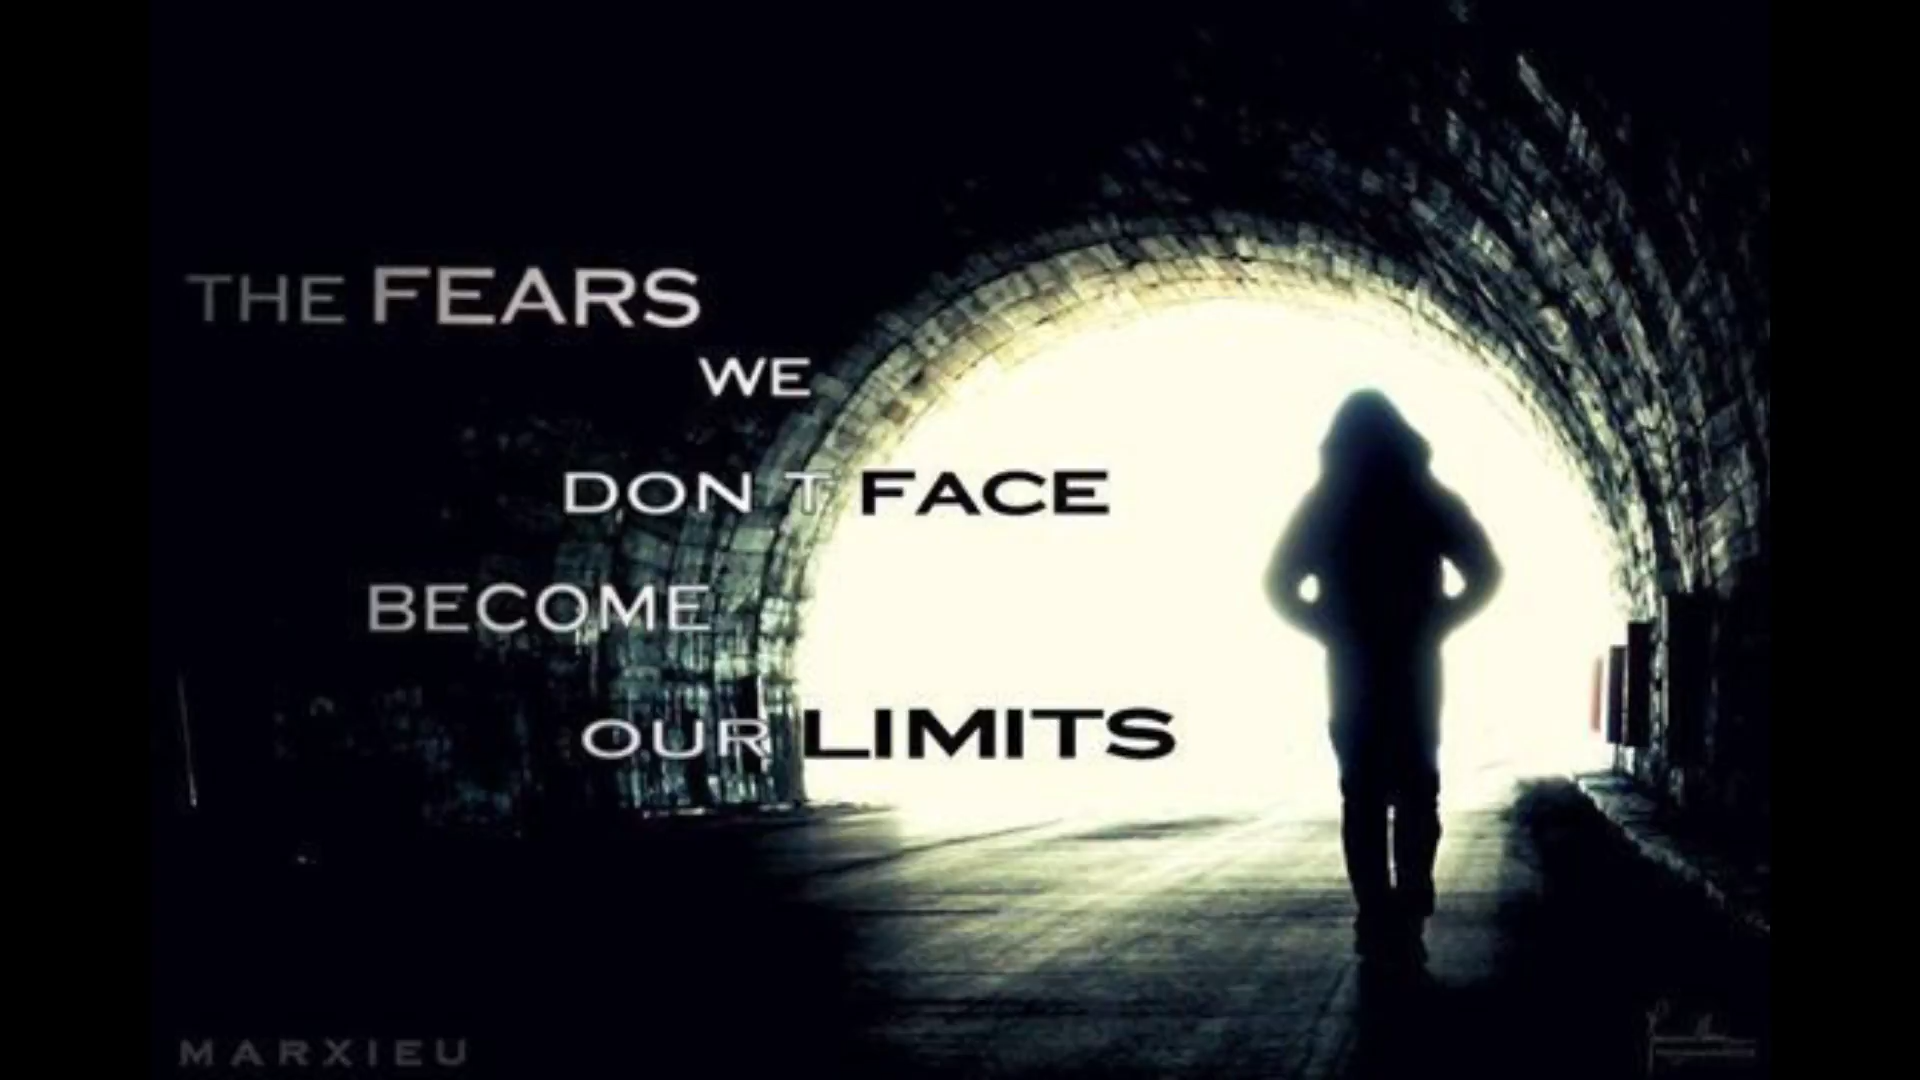 THE FEARS
WE
DON T FACE
BECOME
OUR LIMITS
MARXIEU